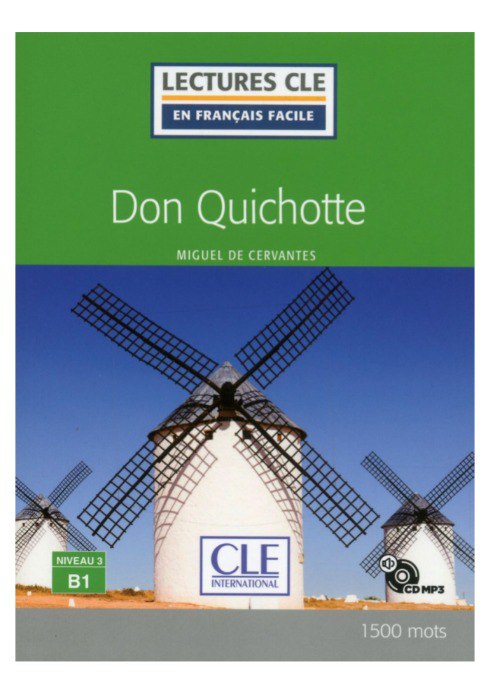 LECTURES CLE
EN FRANÇAIS FACILE
Don Quichotte
MIGUEL DE CERVANTES
NIVEAU 3
B1
CLE
INTERNATIONAL
CD MP3
1500 mots